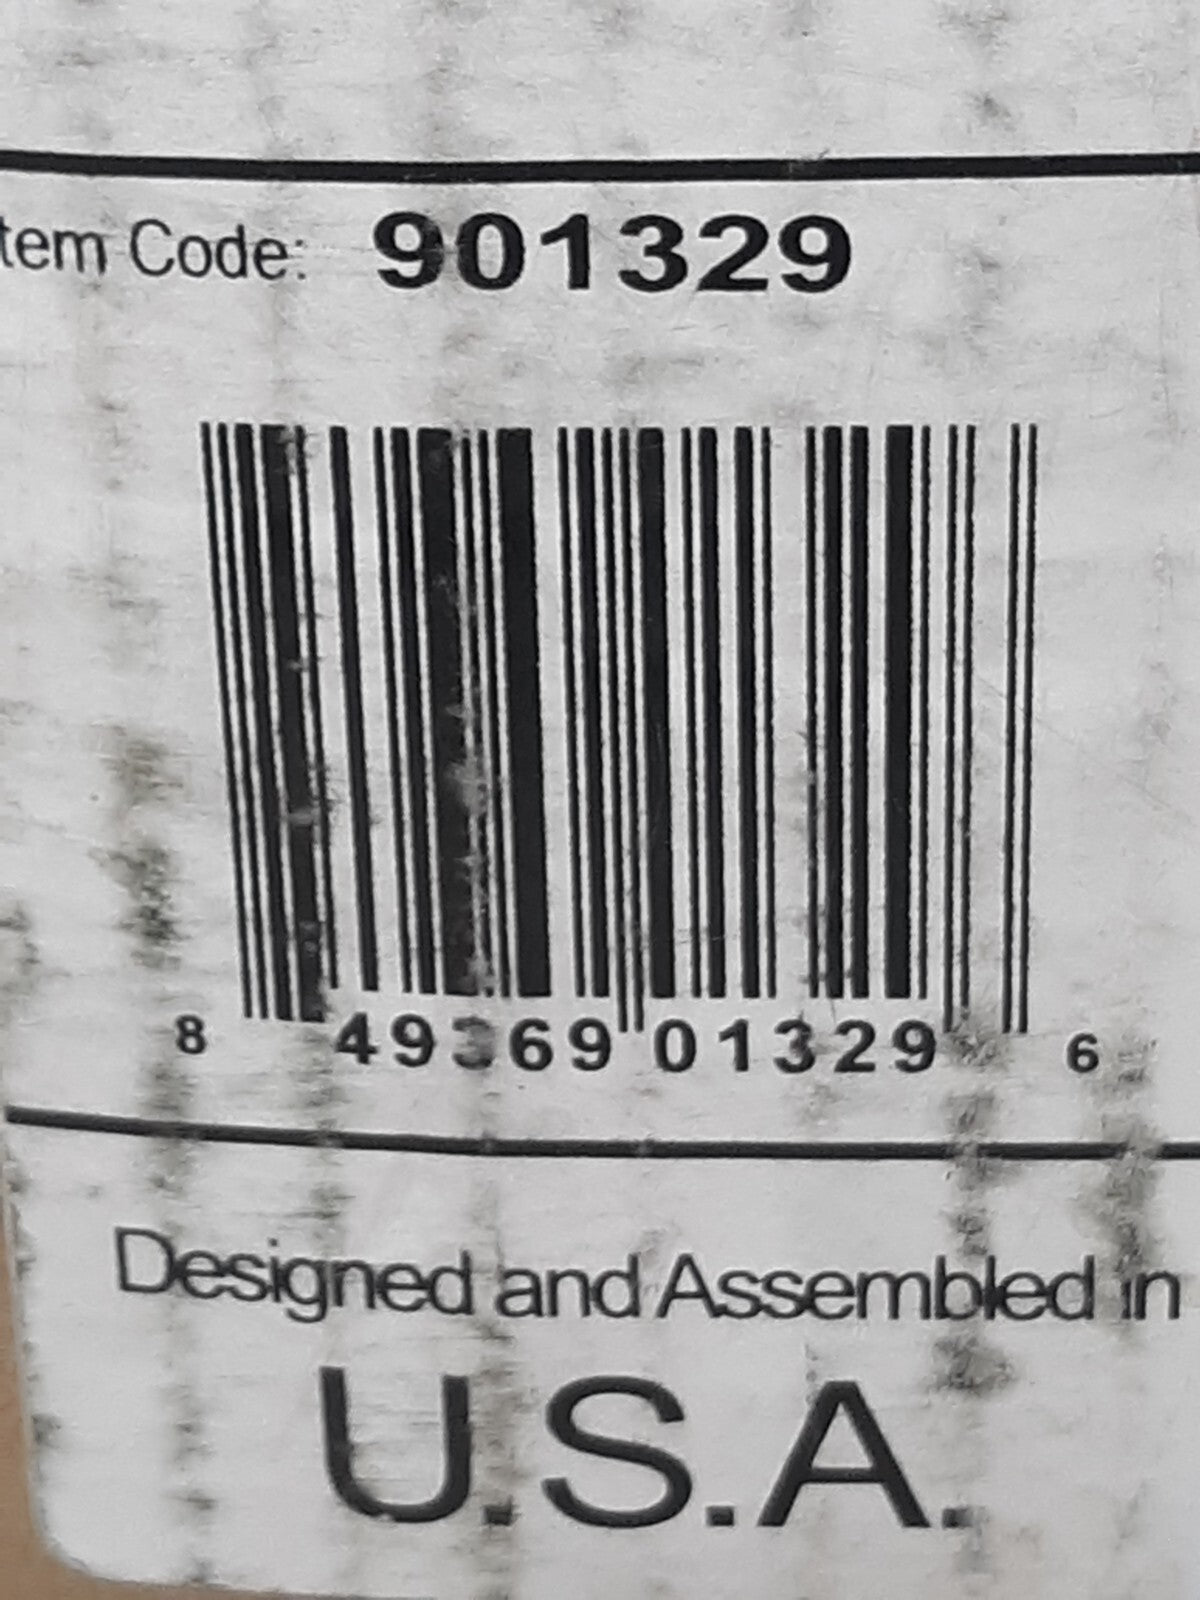 tem Code: 901329
8 49369 01329 6
Designed and Assembled in
U.S.A.